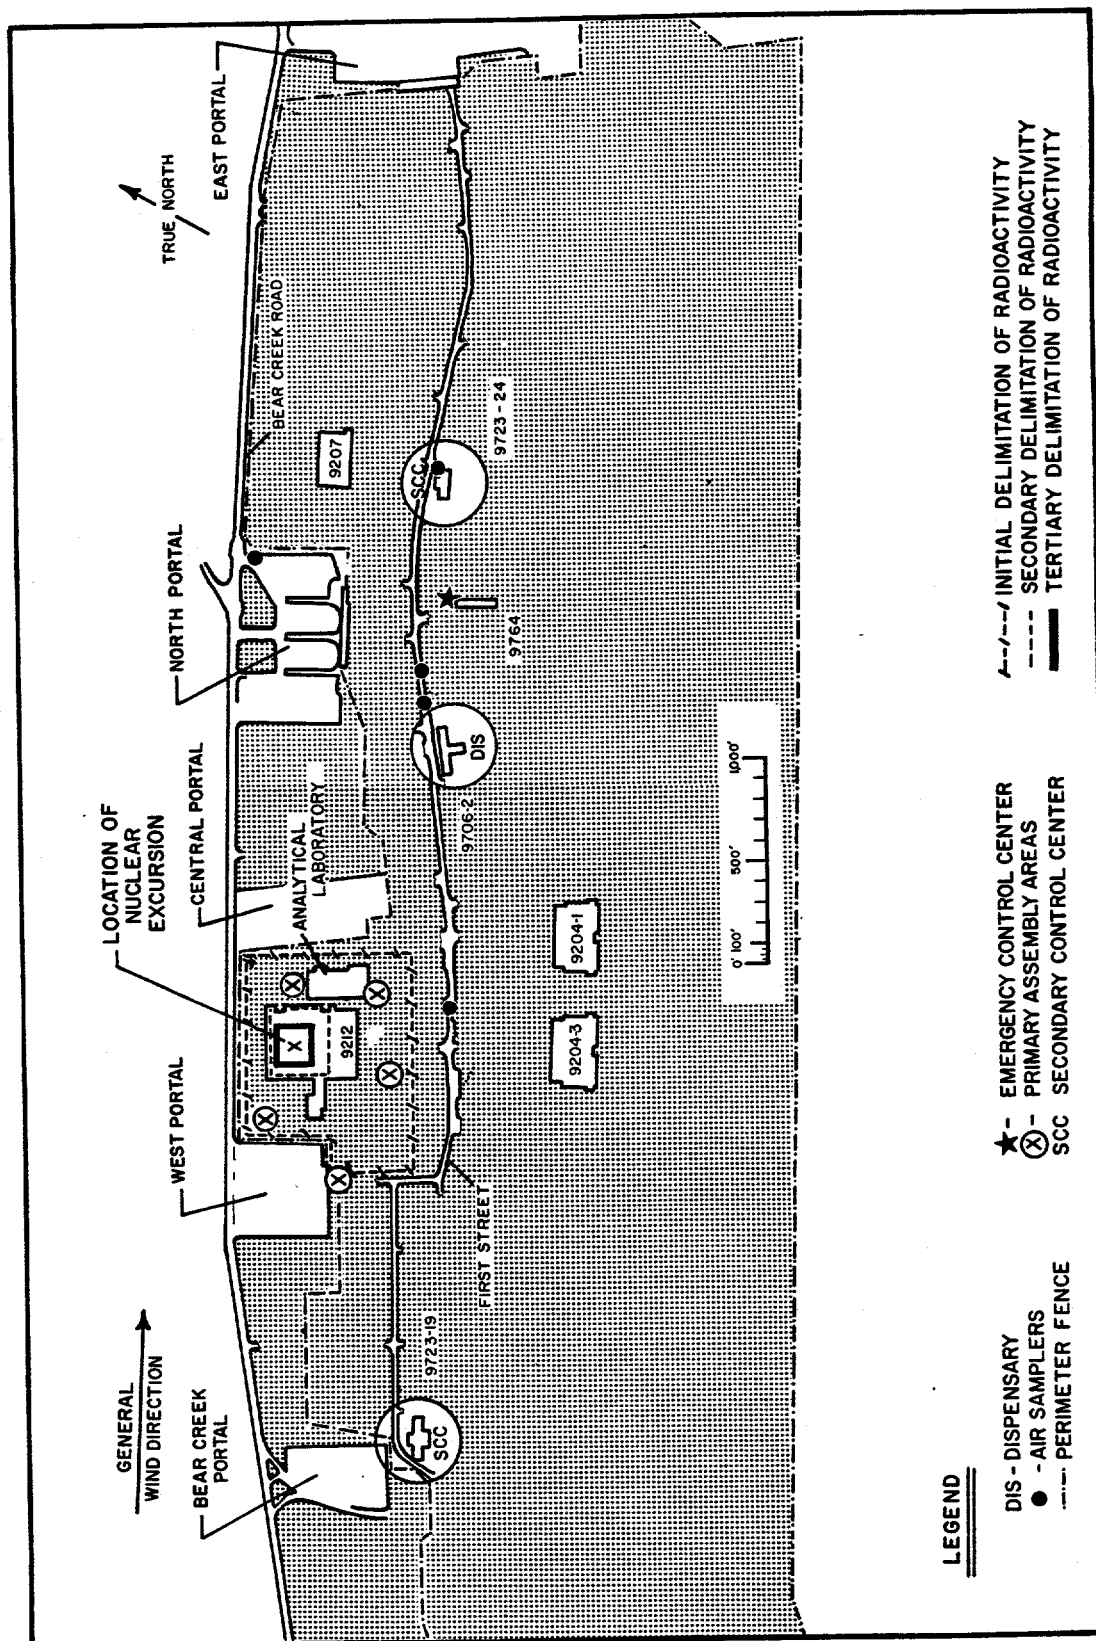 GENERAL
WIND DIRECTION
BEAR CREEK
PORTAL
WEST PORTAL
LOCATION OF
NUCLEAR
EXCURSION
CENTRAL PORTAL
NORTH PORTAL
TRUE NORTH
EAST PORTAL
BEAR CREEK ROAD
ANALYTICAL
LABORATORY
X
X
X
X
X
X
9212
9207
SCC
9723-19
FIRST STREET
9706-2
DIS
9764
SCC
9723-24
9204-3
9204-1
0' 100' 500' 1,000'
LEGEND
DIS - DISPENSARY
● - AIR SAMPLERS
—·— PERIMETER FENCE
★ - EMERGENCY CONTROL CENTER
Ⓧ - PRIMARY ASSEMBLY AREAS
SCC SECONDARY CONTROL CENTER
/--/--/ INITIAL DELIMITATION OF RADIOACTIVITY
---- SECONDARY DELIMITATION OF RADIOACTIVITY
TERTIARY DELIMITATION OF RADIOACTIVITY